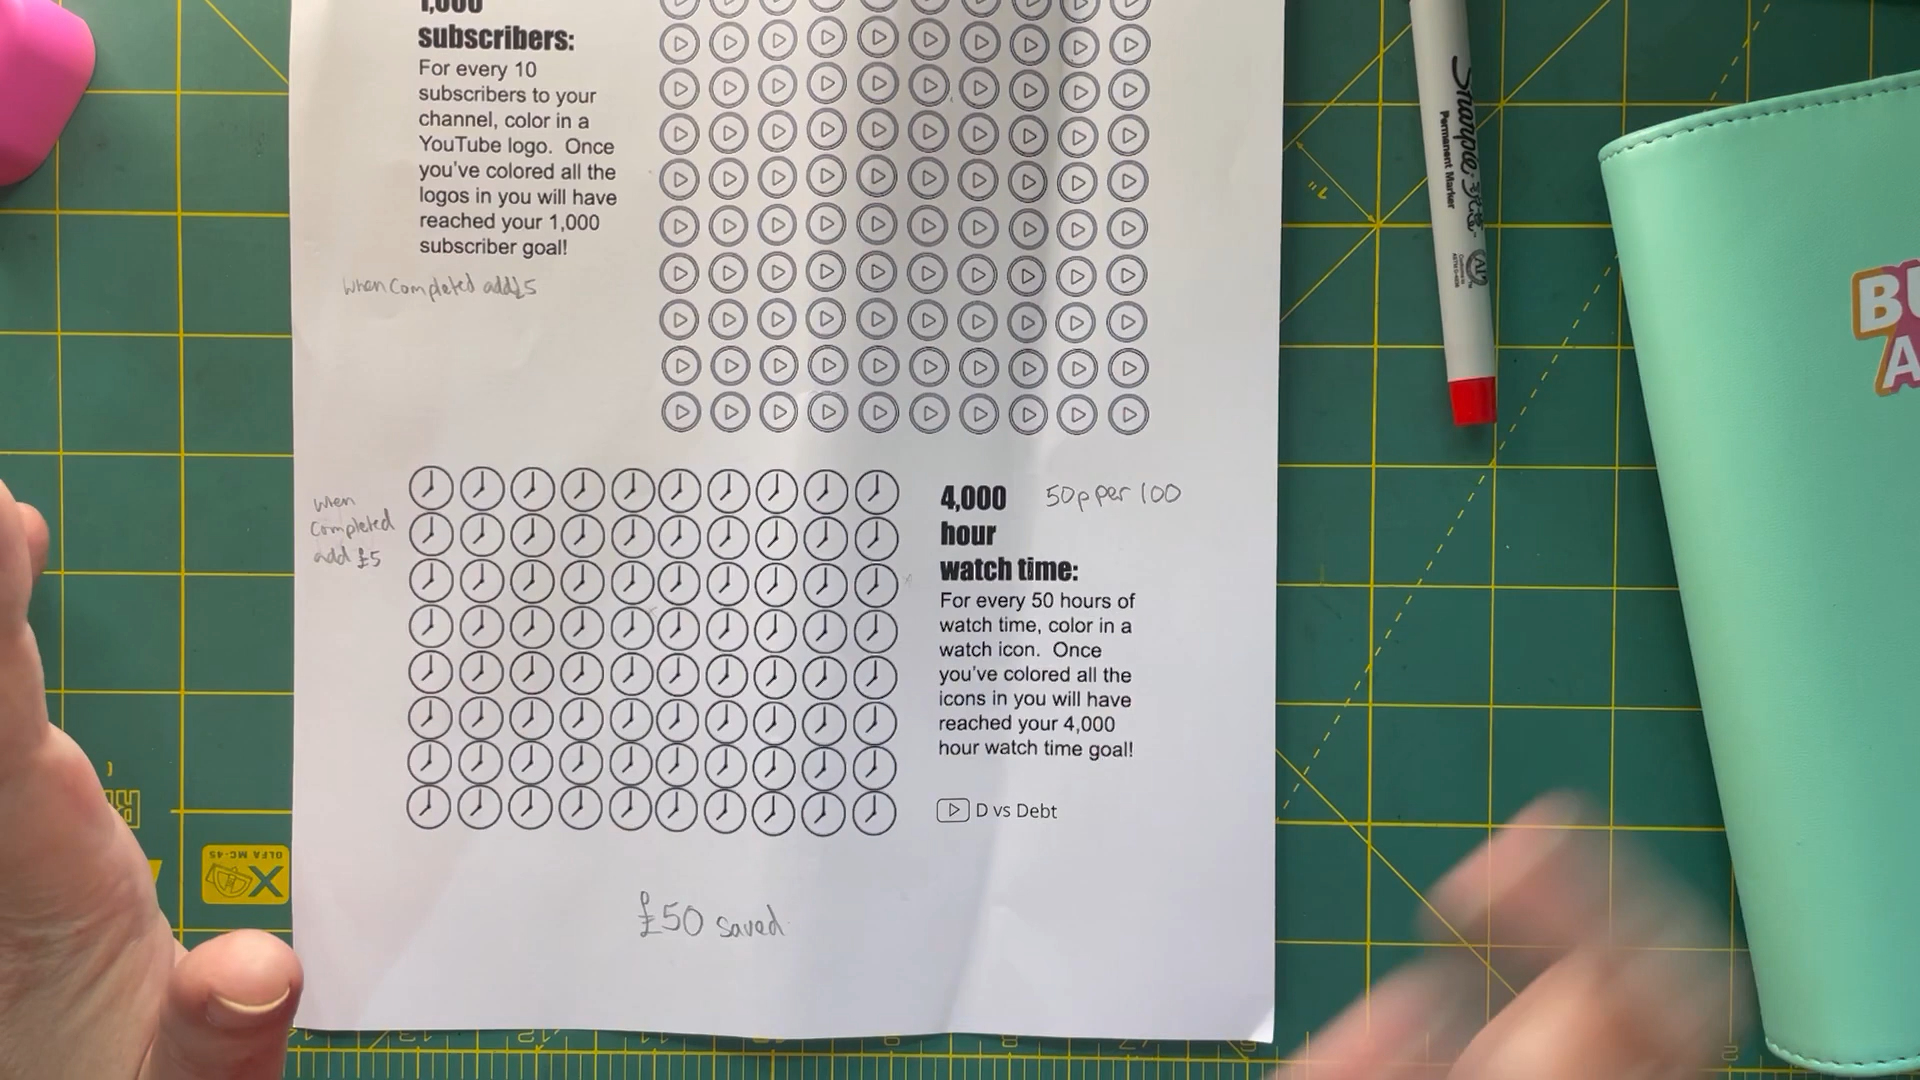 1,000
subscribers:
For every 10
subscribers to your
channel, color in a
YouTube logo. Once
you've colored all the
logos in you will have
reached your 1,000
subscriber goal!
when completed add £5
when
completed
add £5
4,000
hour
watch time:
50p per 100
For every 50 hours of
watch time, color in a
watch icon. Once
you've colored all the
icons in you will have
reached your 4,000
hour watch time goal!
D vs Debt
£50 saved
Sharpie
Permanent Marker
OLFA MC-45